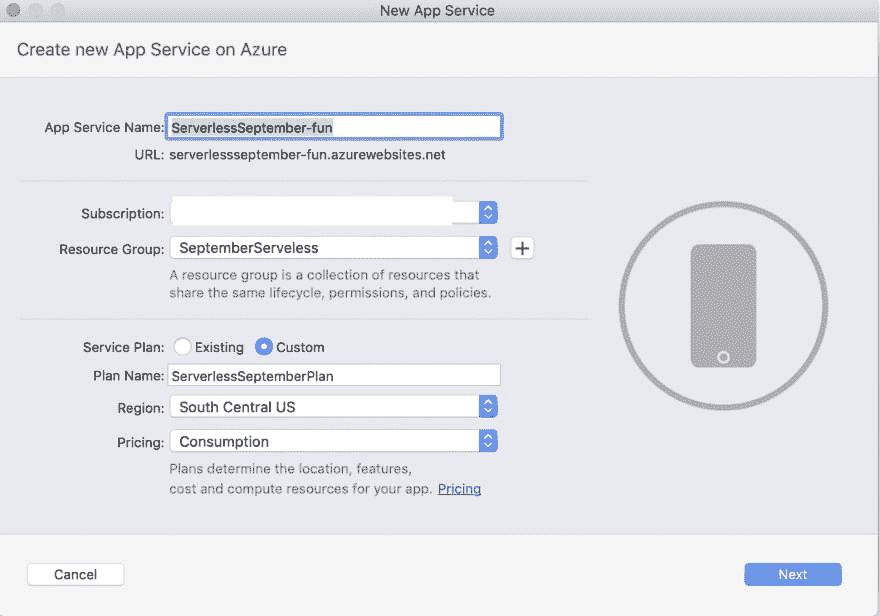 New App Service
Create new App Service on Azure
App Service Name: ServerlessSeptember-fun
URL: serverlessseptember-fun.azurewebsites.net
Subscription:
Resource Group: SeptemberServeless
A resource group is a collection of resources that
share the same lifecycle, permissions, and policies.
Service Plan: Existing Custom
Plan Name: ServerlessSeptemberPlan
Region: South Central US
Pricing: Consumption
Plans determine the location, features,
cost and compute resources for your app. Pricing
Cancel Next